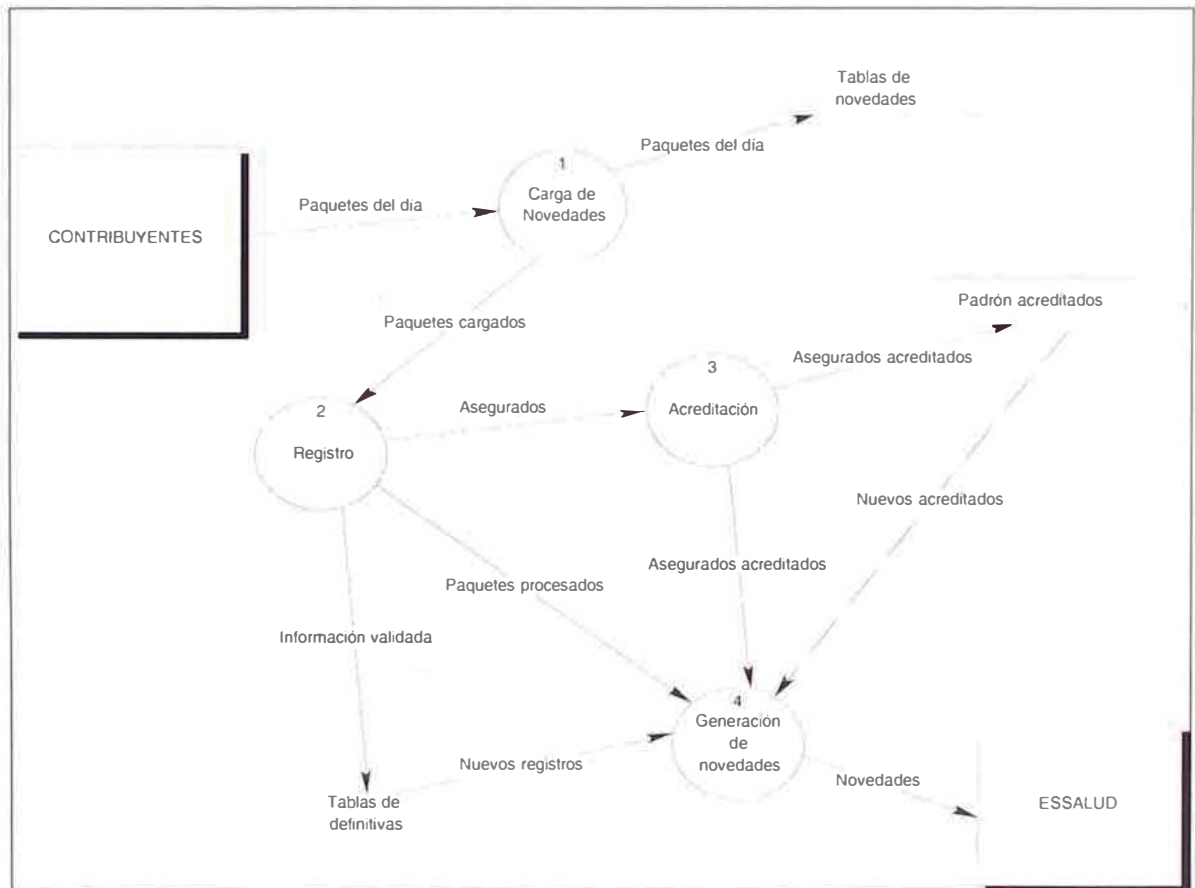 Tablas de
novedades
Paquetes del día
1
Carga de
Novedades
Paquetes del día
CONTRIBUYENTES
Padrón acreditados
Paquetes cargados
Asegurados acreditados
3
Acreditación
2
Registro
Asegurados
Nuevos acreditados
Asegurados acreditados
Paquetes procesados
Información validada
4
Generación
de
novedades
Nuevos registros
Novedades
Tablas de
definitivas
ESSALUD